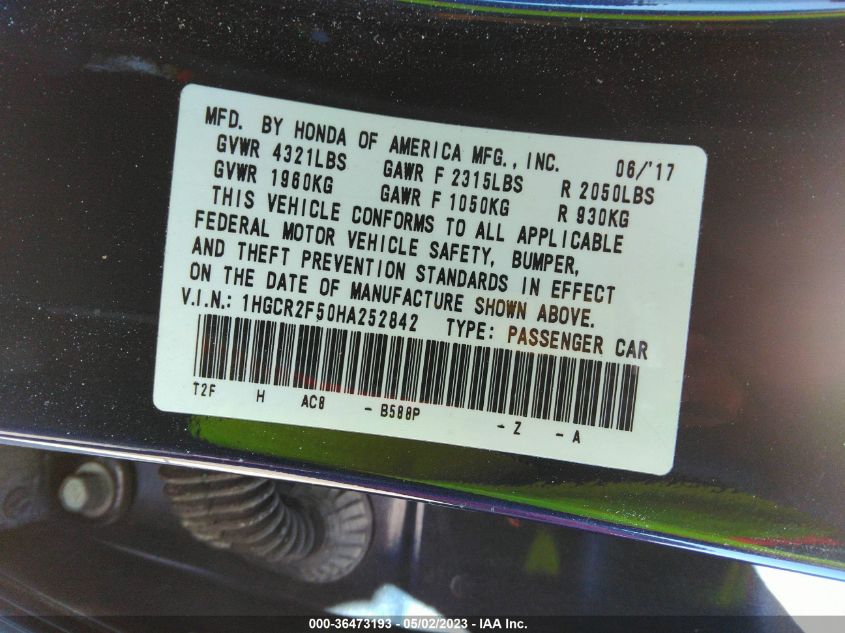 MFD. BY HONDA OF AMERICA MFG., INC. 06/'17
GVWR 4321LBS GAWR F 2315LBS R 2050LBS
GVWR 1960KG GAWR F 1050KG R 930KG
THIS VEHICLE CONFORMS TO ALL APPLICABLE
FEDERAL MOTOR VEHICLE SAFETY, BUMPER,
AND THEFT PREVENTION STANDARDS IN EFFECT
ON THE DATE OF MANUFACTURE SHOWN ABOVE.
V.I.N.: 1HGCR2F50HA252842 TYPE: PASSENGER CAR
T2F H AC8 - B588P - Z - A
000-36473193 - 05/02/2023 - IAA Inc.